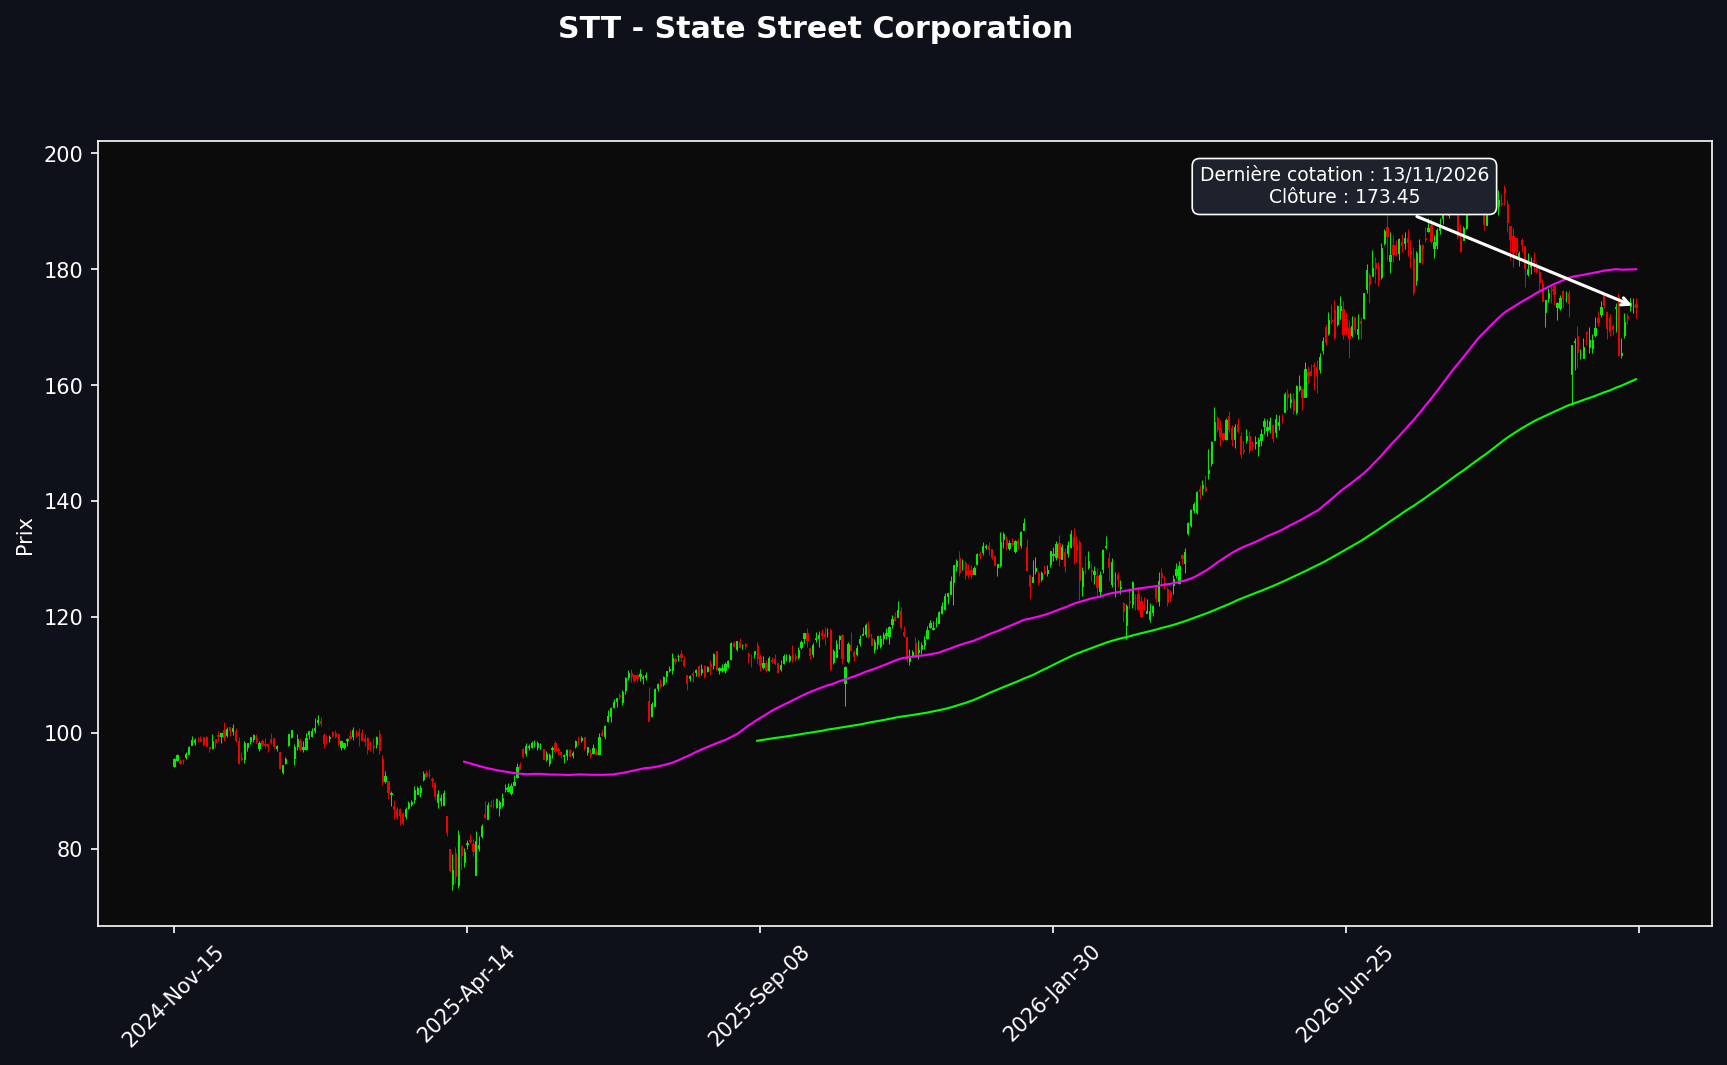 STT - State Street Corporation
Dernière cotation : 13/11/2026
Clôture : 173.45
Prix
200
180
160
140
120
100
80
2024-Nov-15
2025-Apr-14
2025-Sep-08
2026-Jan-30
2026-Jun-25